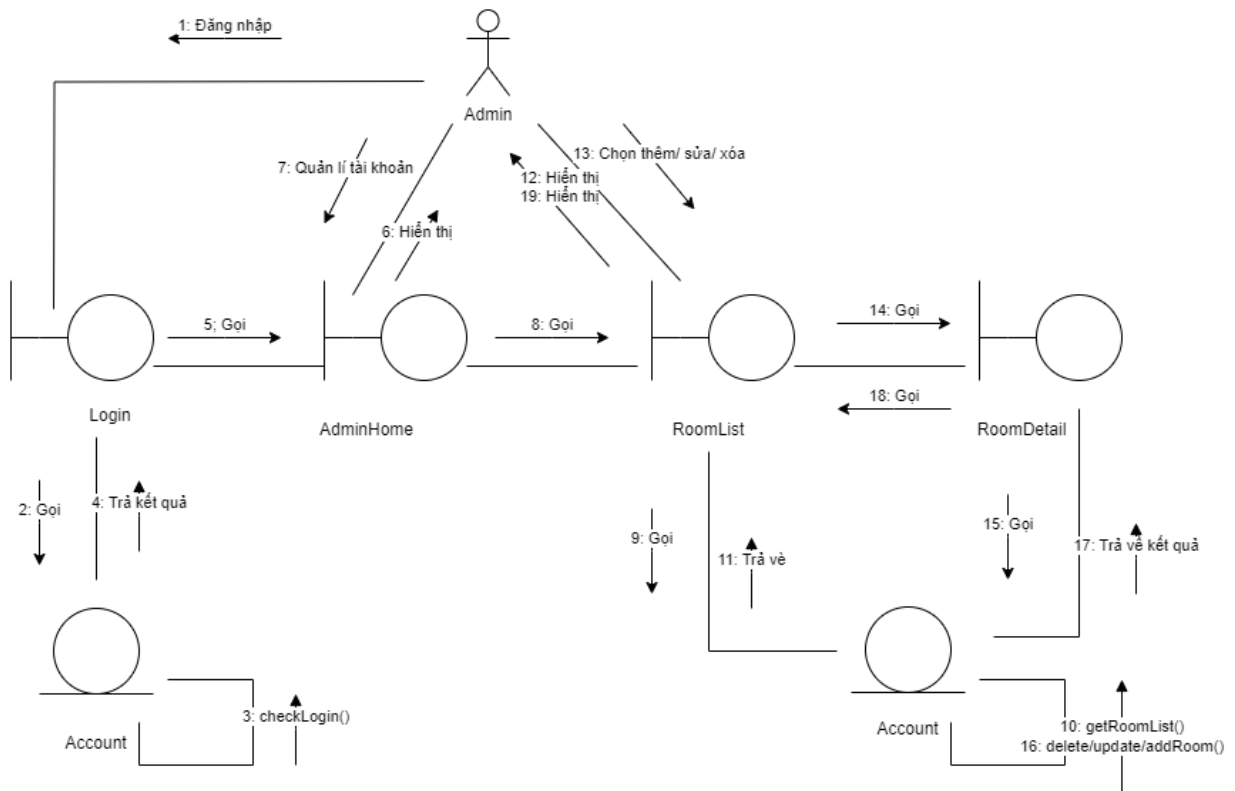 1: Đăng nhập
Admin
7: Quản lí tài khoản
13: Chọn thêm/ sửa/ xóa
12: Hiển thị
19: Hiển thị
6: Hiển thị
5; Gọi
8: Gọi
14: Gọi
18: Gọi
Login
AdminHome
RoomList
RoomDetail
2: Gọi
4: Trả kết quả
9: Gọi
11: Trả vè
15: Gọi
17: Trả về kết quả
3: checkLogin()
Account
Account
10: getRoomList()
16: delete/update/addRoom()